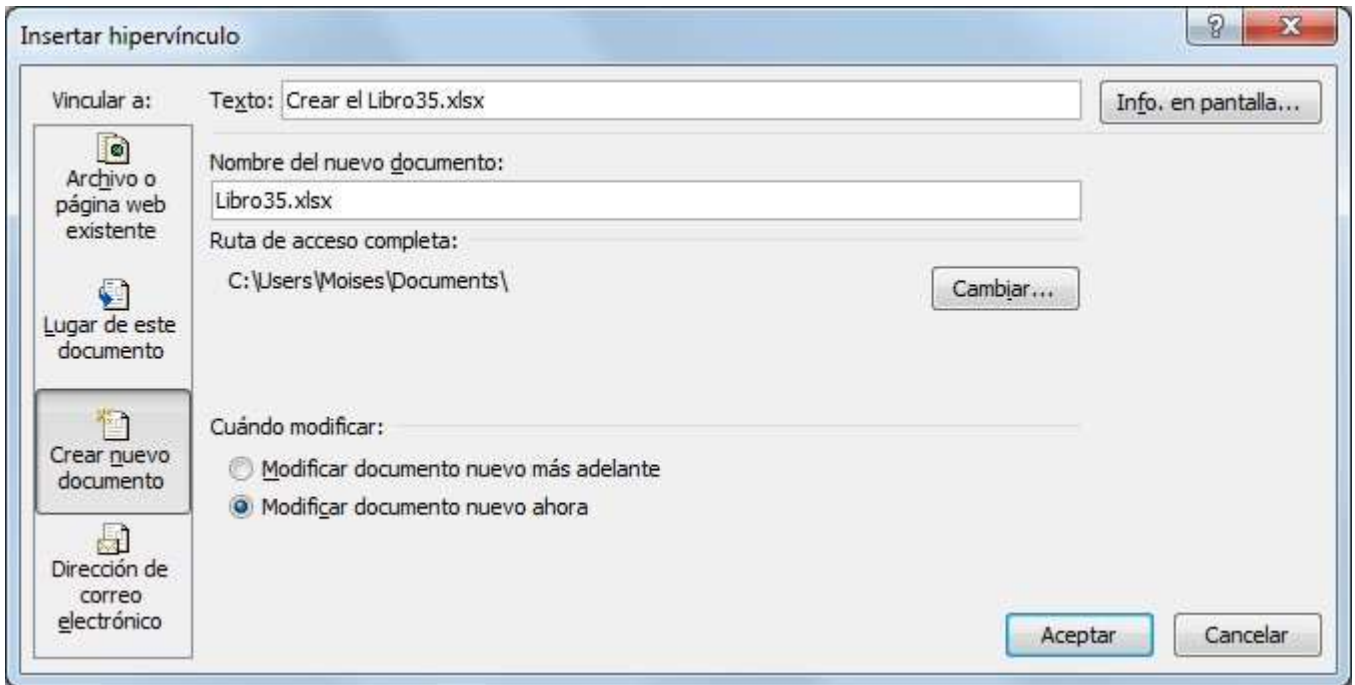 Insertar hipervínculo
Vincular a:
Texto: Crear el Libro35.xlsx
Info. en pantalla...
Archivo o
página web
existente
Lugar de este
documento
Crear nuevo
documento
Dirección de
correo
electrónico
Nombre del nuevo documento:
Libro35.xlsx
Ruta de acceso completa:
C:\Users\Moises\Documents\
Cambiar...
Cuándo modificar:
Modificar documento nuevo más adelante
Modificar documento nuevo ahora
Aceptar
Cancelar